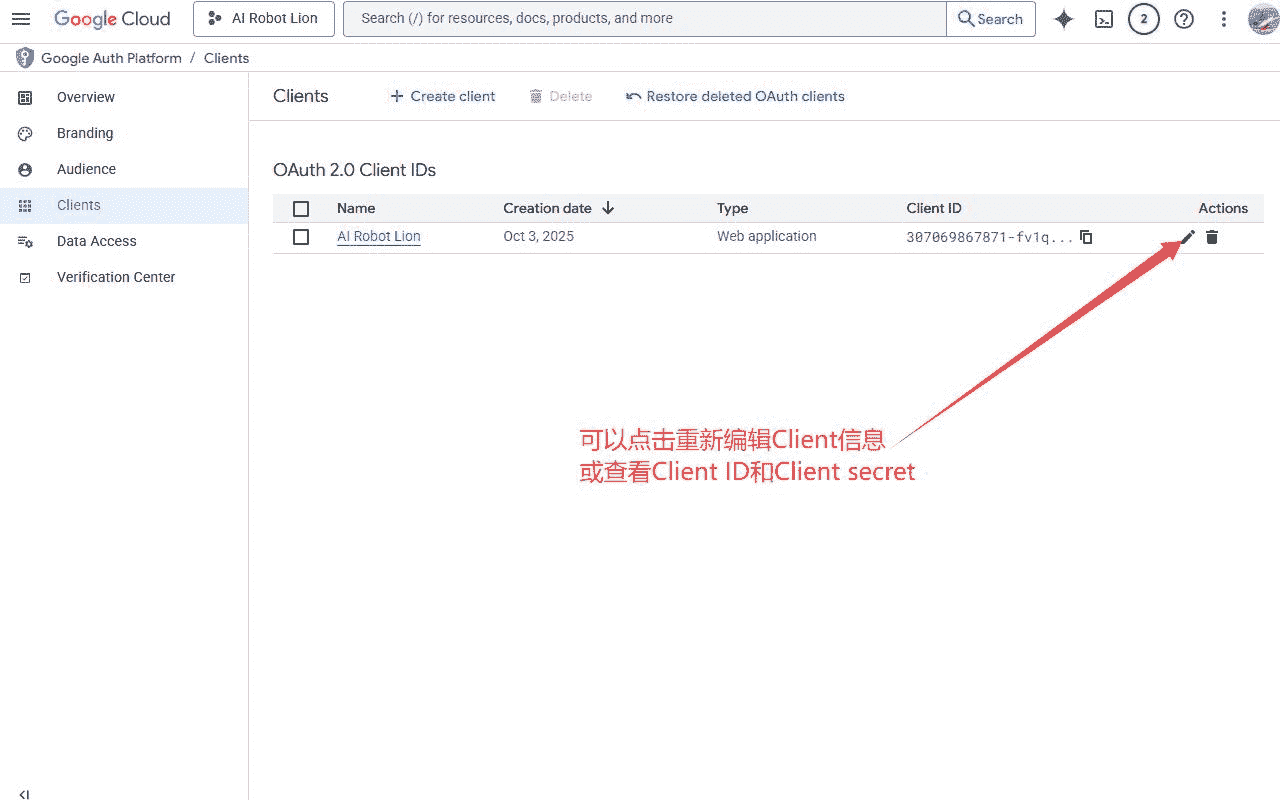 Google Cloud
AI Robot Lion
Search (/) for resources, docs, products, and more
Search
2
Google Auth Platform / Clients
Overview
Branding
Audience
Clients
Data Access
Verification Center
Clients
Create client
Delete
Restore deleted OAuth clients
OAuth 2.0 Client IDs
Name Creation date Type Client ID Actions
AI Robot Lion Oct 3, 2025 Web application 307069867871-fv1q...
可以点击重新编辑Client信息
或查看Client ID和Client secret